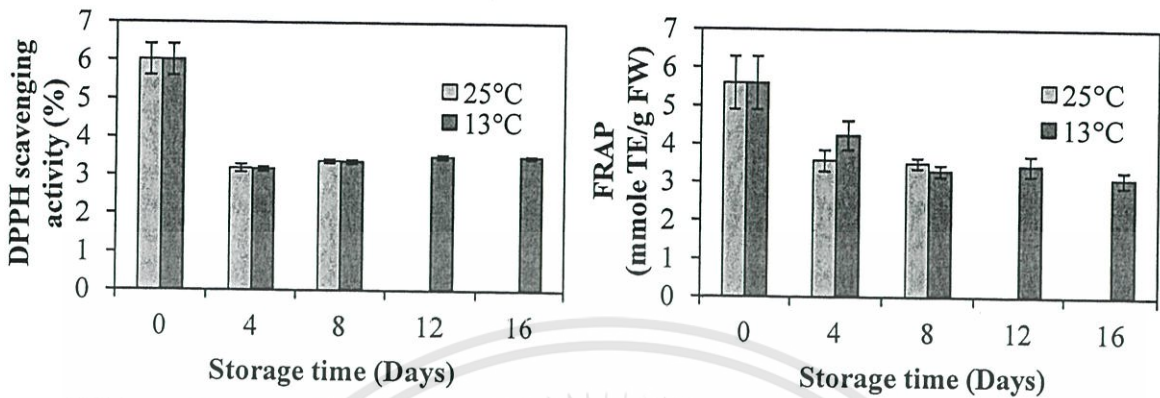 DPPH scavenging
activity (%)
7
6
5
4
3
2
1
0
25°C
13°C
0 4 8 12 16
Storage time (Days)
FRAP
(mmole TE/g FW)
7
6
5
4
3
2
1
0
25°C
13°C
0 4 8 12 16
Storage time (Days)